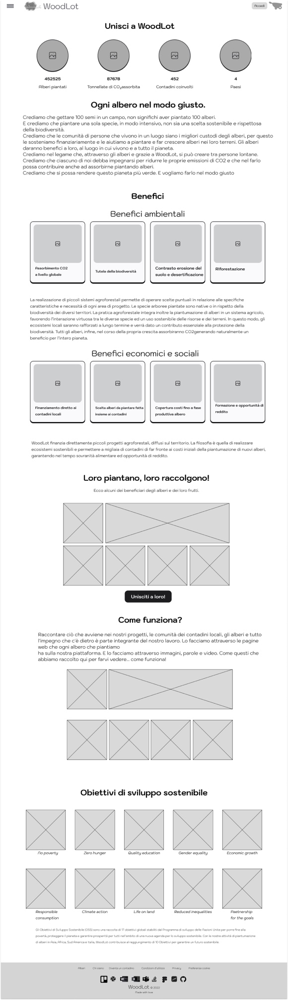 WoodLot
Accedi
Unisci a WoodLot
452525
87678
452
4
Alberi piantati
Tonnellate di CO₂assorbita
Contadini coinvolti
Paesi
Ogni albero nel modo giusto.
Crediamo che gettare 100 semi in un campo, non significhi aver piantato 100 alberi.
E crediamo che piantare una sola specie, in modo intensivo, non sia una scelta sostenibile e rispettosa
della biodiversità.
Crediamo che le comunità di persone che vivono in un luogo siano i migliori custodi degli alberi, per questo
le sosteniamo finanziariamente e le aiutiamo a piantare e far crescere alberi nei loro terreni. Gli alberi
daranno benefici a loro, al luogo in cui vivono e a tutto il pianeta.
Crediamo nel legame che, attraverso gli alberi e grazie a WoodLot, si può creare tra persone lontane.
Crediamo che ciascuno di noi debba impegnarsi per ridurre le proprie emissioni di CO2 e che nel farlo
possa contribuire anche ad assorbirne piantando alberi.
Crediamo che si possa rendere questo pianeta più verde. E vogliamo farlo nel modo giusto
Benefici
Benefici ambientali
Assorbimento CO2
a livello globale
Tutela della biodiversità
Contrasto erosione del
suolo e desertificazione
Riforestazione
La realizzazione di piccoli sistemi agroforestali permette di operare scelte puntuali in relazione alle specifiche
caratteristiche e necessità di ogni area di progetto. Le specie arboree piantate sono native o in rispetto della
biodiversità dei diversi territori. La pratica agroforestale integra inoltre la piantumazione di alberi in un sistema agricolo,
favorendo l'interazione virtuosa tra le diverse specie ed un uso sostenibile delle risorse e dei terreni. In questo modo, gli
ecosistemi locali saranno rafforzati a lungo termine e verrà dato un contributo essenziale alla protezione della
biodiversità. Tutti gli alberi, infine, nel corso della propria crescita assorbiranno CO2generando naturalmente un
beneficio per l'intero pianeta.
Benefici economici e sociali
Finanziamento diretto ai
contadini locali
Scelta alberi da piantare fatta
insieme ai contadini
Copertura costi fino a fase
produttiva albero
Formazione e opportunità di
reddito
WoodLot finanzia direttamente piccoli progetti agroforestali, diffusi sul territorio. La filosofia è quella di realizzare
ecosistemi sostenibili e permettere a migliaia di contadini di far fronte ai costi iniziali della piantumazione di nuovi alberi,
garantendo nel tempo sovranità alimentare ed opportunità di reddito.
Loro piantano, loro raccolgono!
Ecco alcuni dei beneficiari degli alberi e dei loro frutti.
Unisciti a loro!
Come funziona?
Raccontare ciò che avviene nei nostri progetti, le comunità dei contadini locali, gli alberi e tutto
l'impegno che c'è dietro è parte integrante del nostro lavoro. Lo facciamo attraverso le pagine
web che ogni albero che piantiamo
ha sulla nostra piattaforma. E lo facciamo attraverso immagini, parole e video. Come questi che
abbiamo raccolto qui per farvi vedere... come funziona!
Obiettivi di sviluppo sostenibile
No poverty
Zero hunger
Quality education
Gender equality
Economic growth
Responsible
consumption
Climate action
Life on land
Reduced inequalities
Paetnership
for the goals
Gli Obiettivi di Sviluppo Sostenibile (OSS) sono una raccolta di 17 obiettivi globali stabiliti dal Programma di sviluppo delle Nazioni Unite per porre fine alla
povertà, proteggere il pianeta e garantire prosperità per tutti nell'ambito di una nuova agenda per lo sviluppo sostenibile. Con le nostre attività di piantumazione
di alberi in Asia, Africa, Sud America e Italia, WoodLot contribuisce al raggiungimento di 10 Obiettivi per garantire un futuro sostenibile.
Alberi
Chi siamo
Diventa un contadino
Condizioni d'utilizzo
Privacy
Preferenze cookie
WoodLot © 2022
Made with love